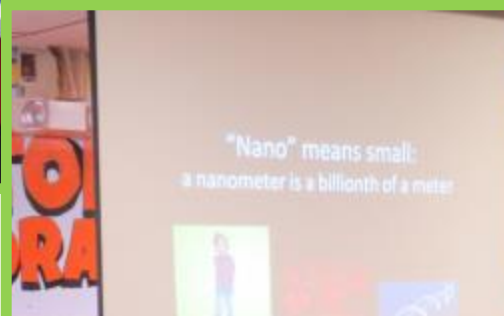 "Nano" means small:
a nanometer is a billionth of a meter